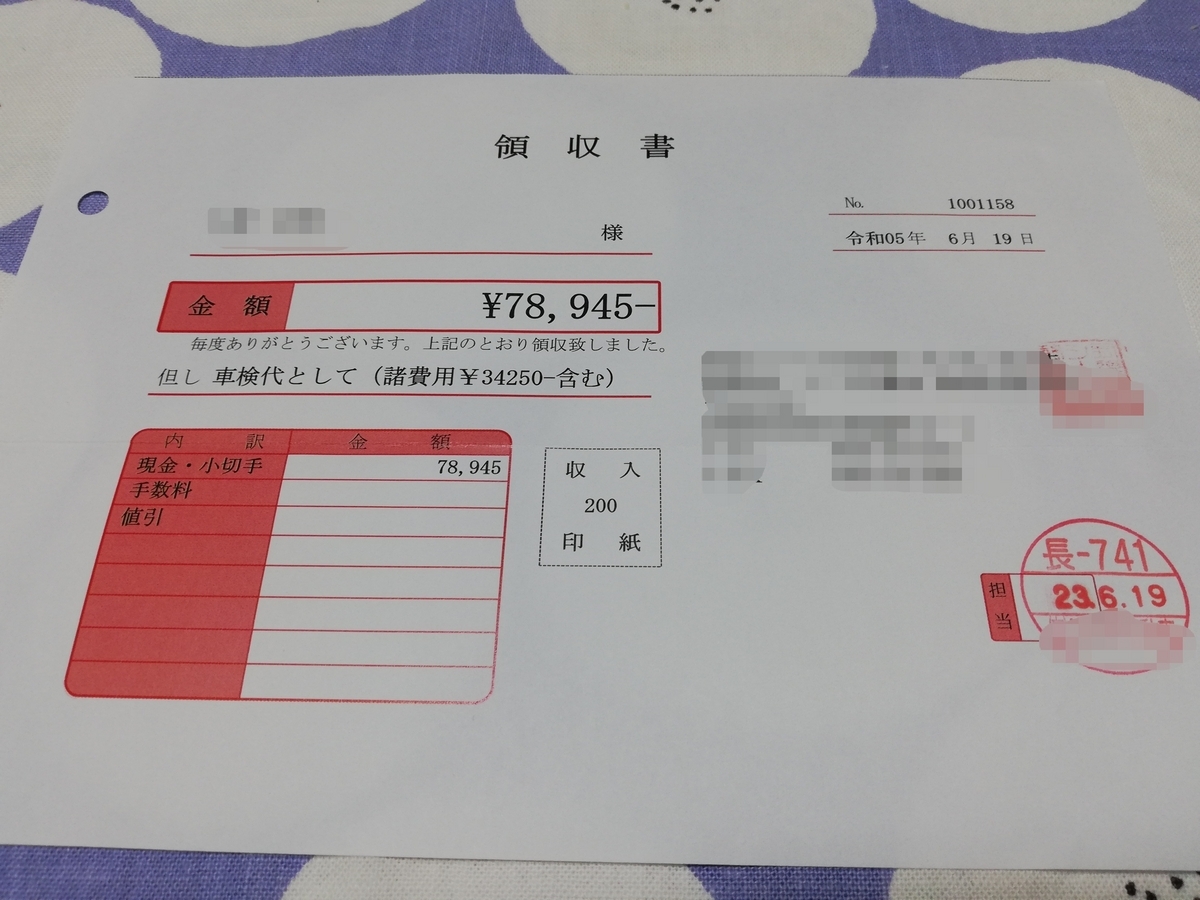 領 収 書
様
No. 1001158
令和05年 6月 19日
金 額 ¥78,945−
毎度ありがとうございます。上記のとおり領収致しました。
但し 車検代として（諸費用¥34250−含む）
内 訳 金 額
現金・小切手 78,945
手数料
値引
収 入
200
印 紙
長-741
担当
23.6.19